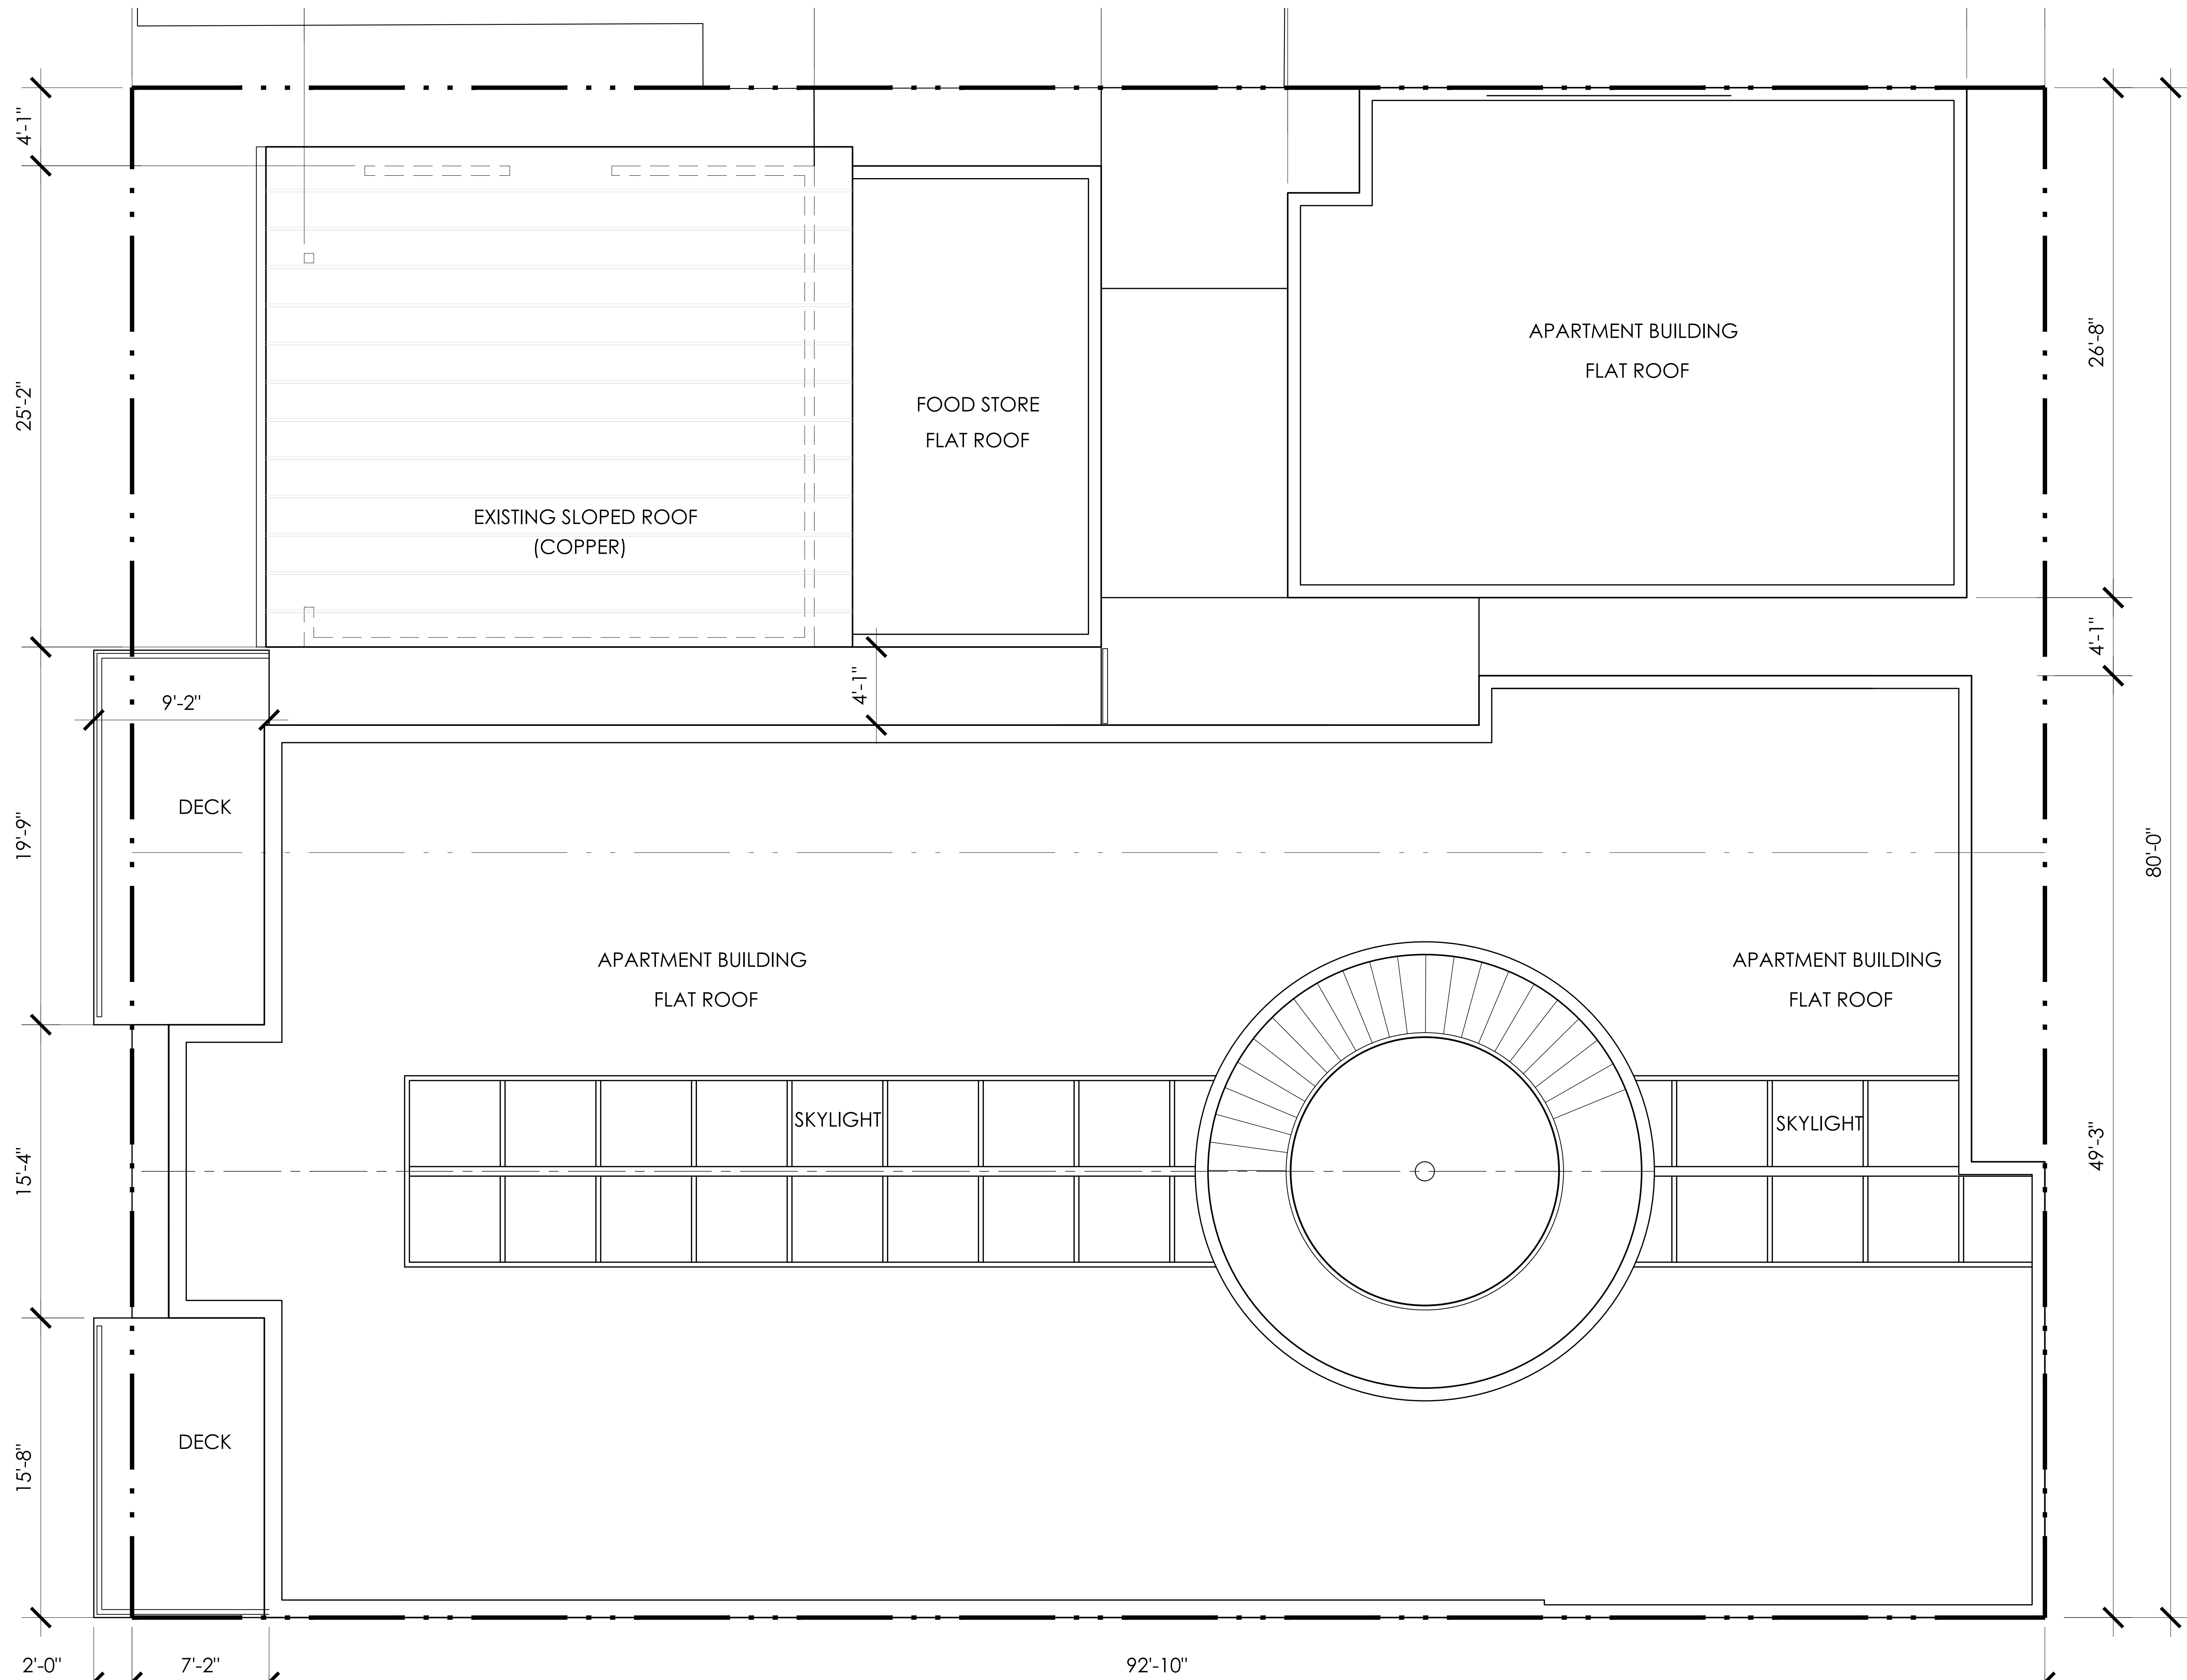 4'-1"
25'-2"
19'-9"
15'-4"
15'-8"
2'-0"
7'-2"
92'-10"
9'-2"
4'-1"
EXISTING SLOPED ROOF
(COPPER)
FOOD STORE
FLAT ROOF
APARTMENT BUILDING
FLAT ROOF
26'-8"
4'-1"
80'-0"
49'-3"
DECK
APARTMENT BUILDING
FLAT ROOF
APARTMENT BUILDING
FLAT ROOF
SKYLIGHT
SKYLIGHT
DECK